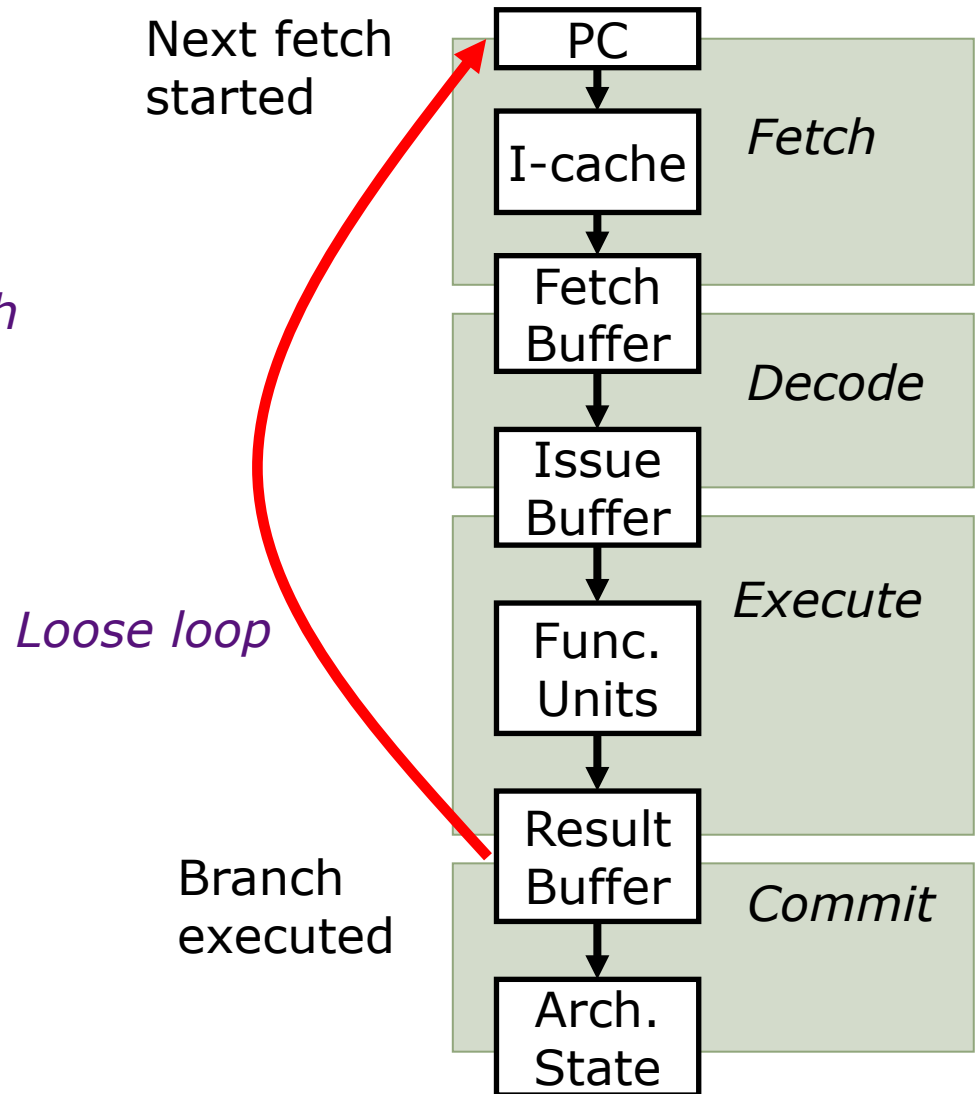 Next fetch
started
PC
Fetch
I-cache
Fetch
Buffer
Decode
Issue
Buffer
Execute
Loose loop
Func.
Units
Result
Buffer
Branch
executed
Commit
Arch.
State